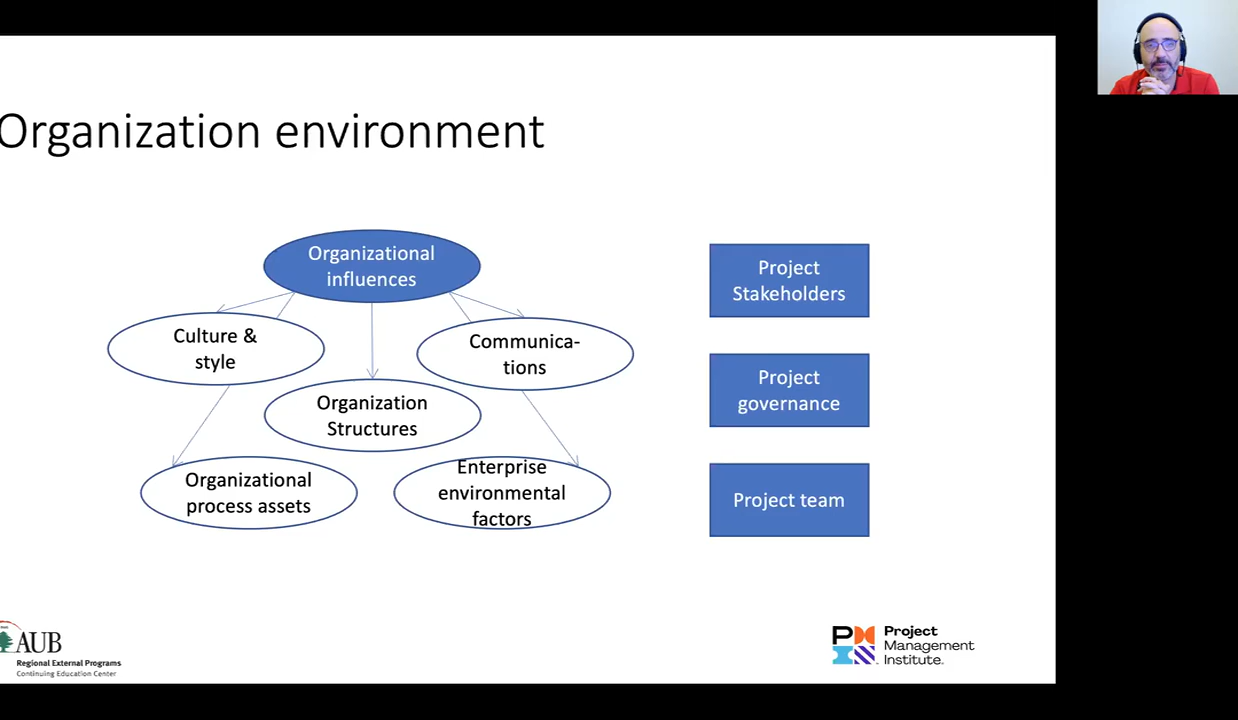 Organization environment
Organizational
influences
Culture &
style
Communica-
tions
Organization
Structures
Organizational
process assets
Enterprise
environmental
factors
Project
Stakeholders
Project
governance
Project team
AUB
Regional External Programs
Continuing Education Center
Project
Management
Institute.